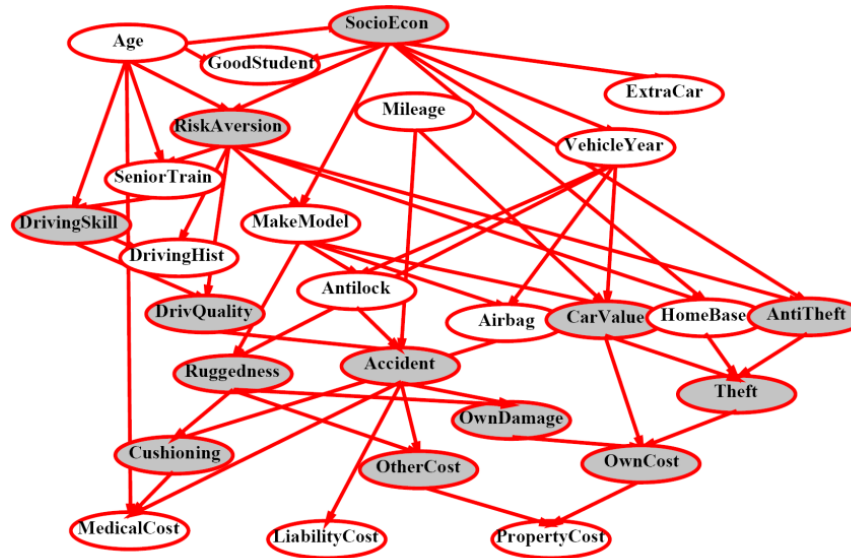 SocioEcon
Age
GoodStudent
ExtraCar
Mileage
RiskAversion
VehicleYear
SeniorTrain
DrivingSkill
MakeModel
DrivingHist
Antilock
DrivQuality
Airbag
CarValue
HomeBase
AntiTheft
Ruggedness
Accident
Theft
OwnDamage
Cushioning
OtherCost
OwnCost
MedicalCost
LiabilityCost
PropertyCost